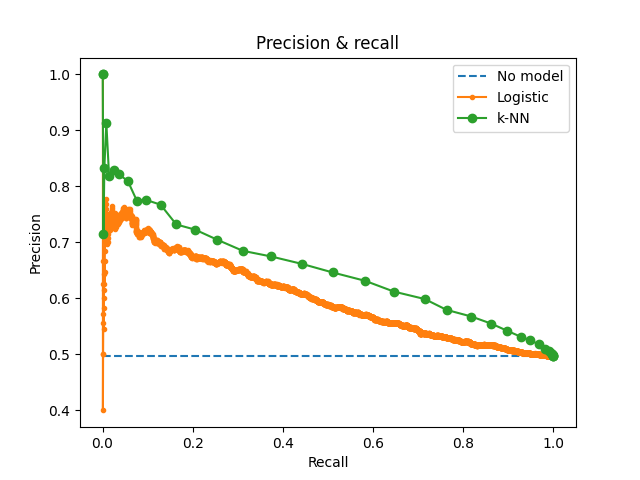 Precision & recall
No model
Logistic
k-NN
Precision
1.0
0.9
0.8
0.7
0.6
0.5
0.4
0.0 0.2 0.4 0.6 0.8 1.0
Recall